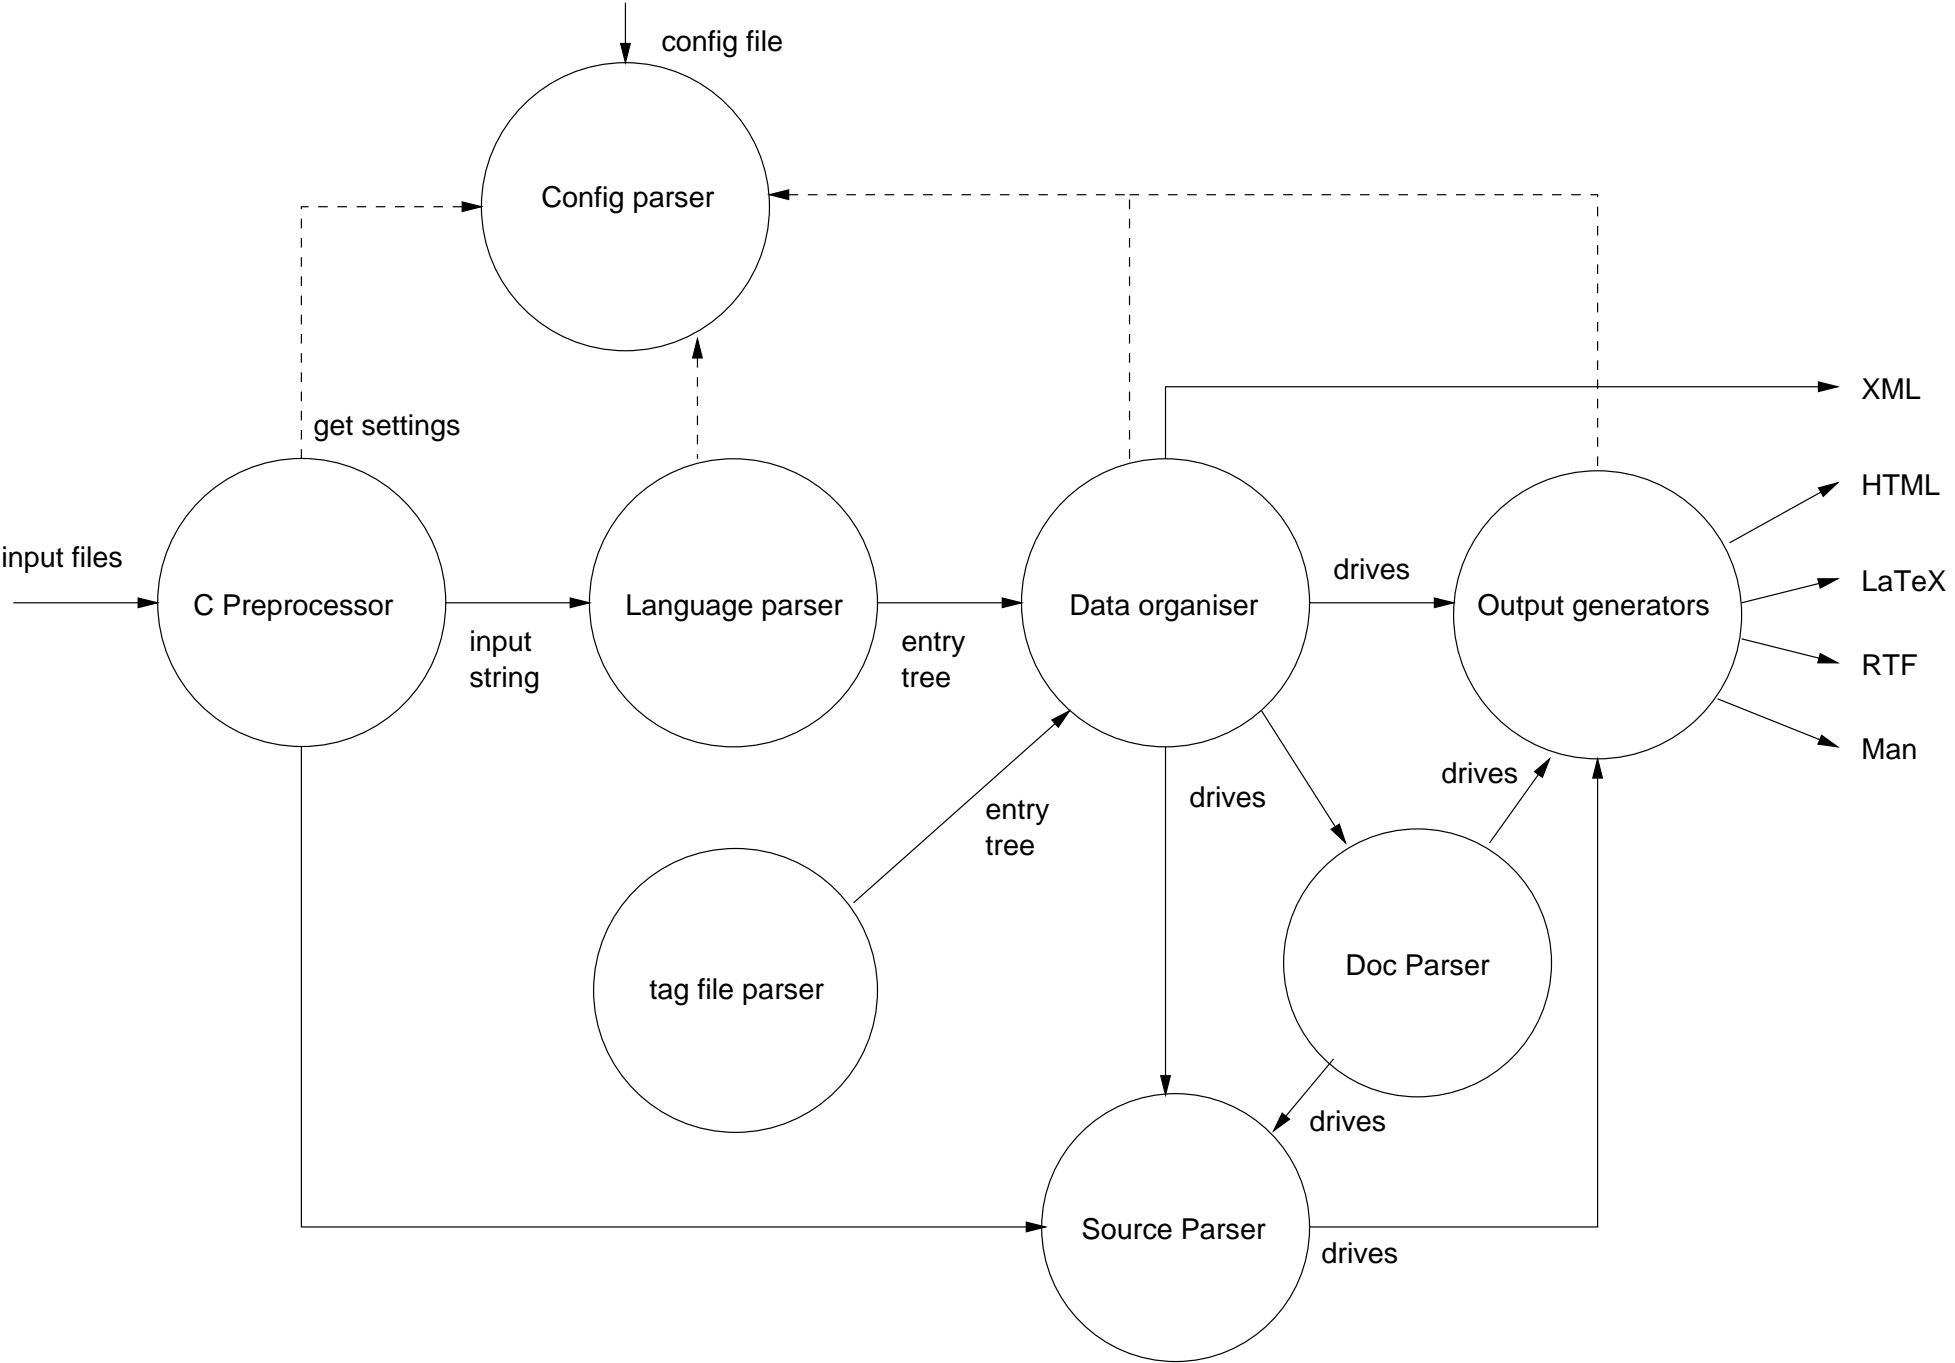 config file
Config parser
get settings
XML
HTML
input files
drives
LaTeX
C Preprocessor
Language parser
Data organiser
Output generators
input
string
entry
tree
RTF
Man
drives
drives
entry
tree
Doc Parser
tag file parser
drives
Source Parser
drives